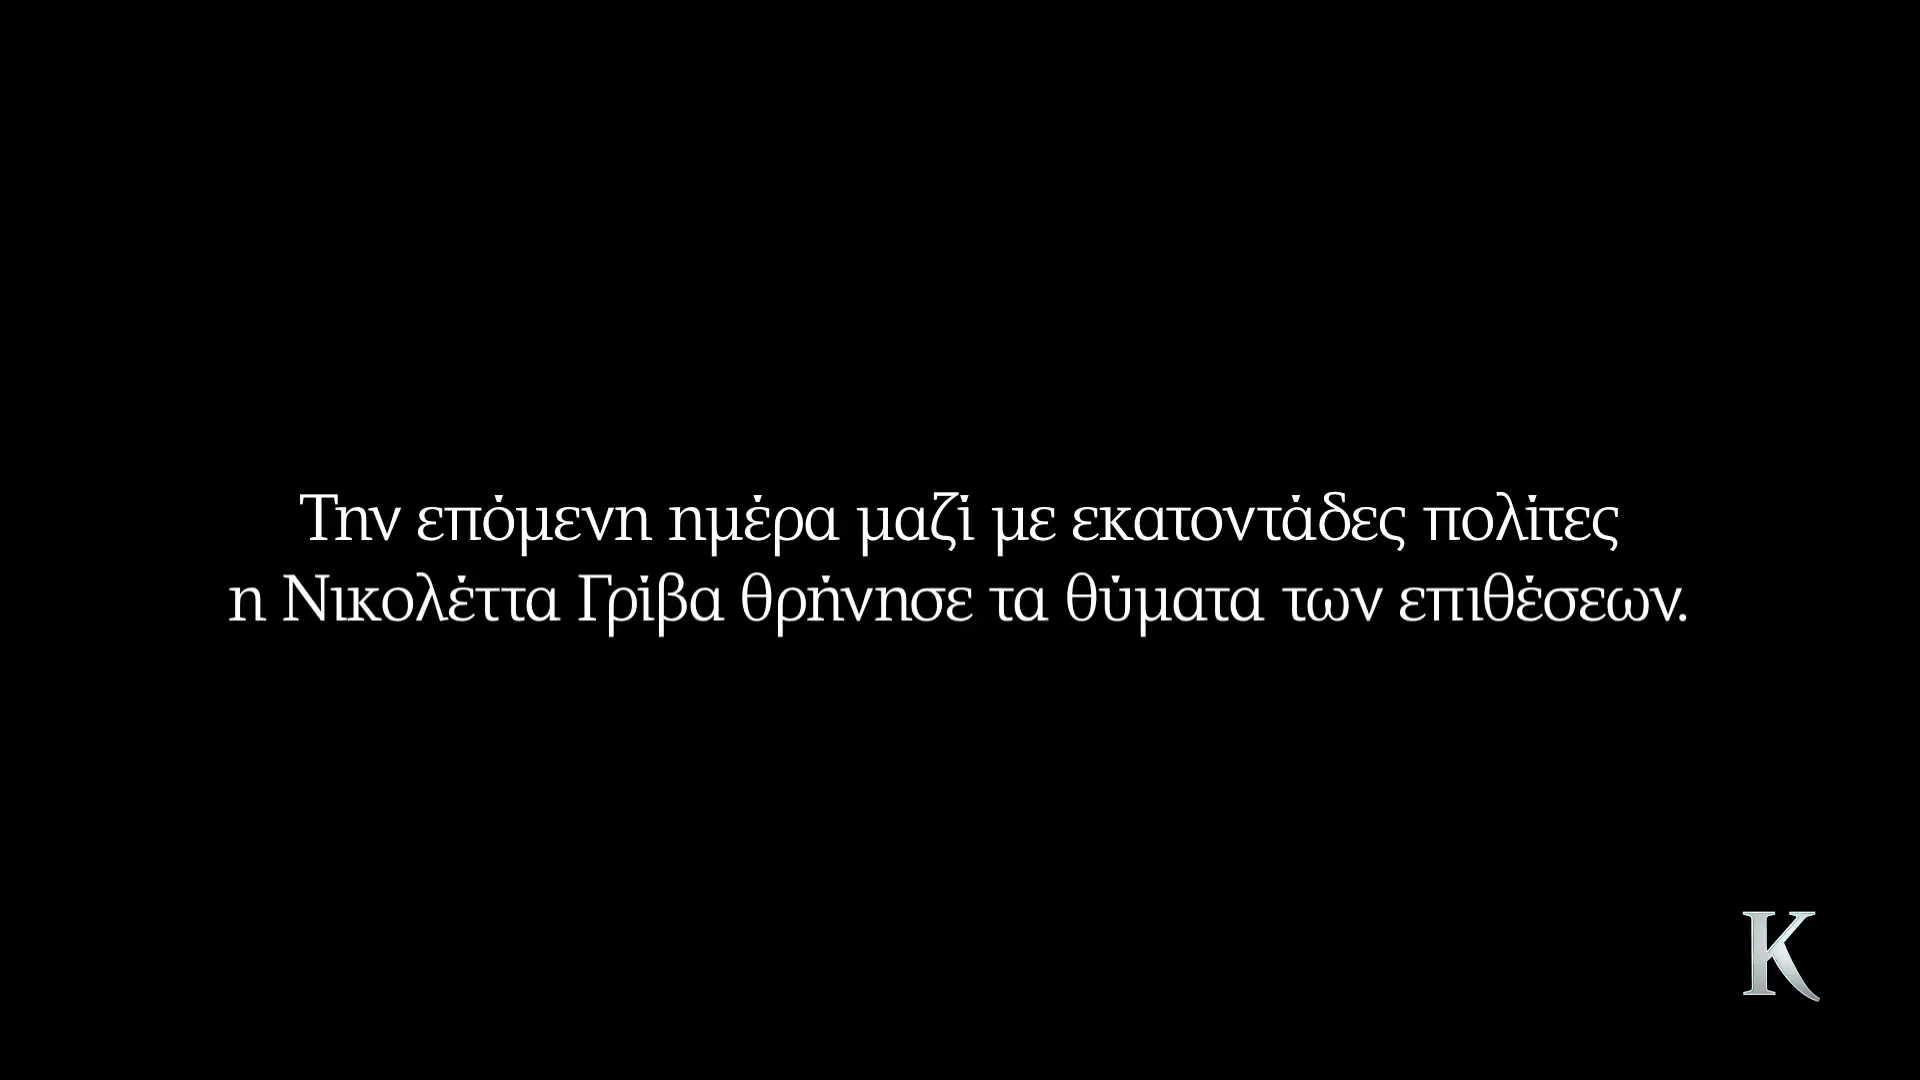 Την επόμενη ημέρα μαζί με εκατοντάδες πολίτες
η Νικολέττα Γρίβα θρήνησε τα θύματα των επιθέσεων.
K